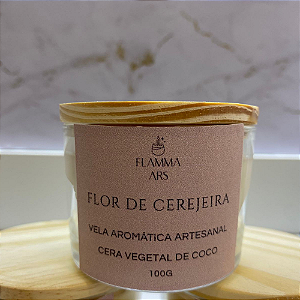 FLAMMA
ARS
FLOR DE CEREJEIRA
VELA AROMÁTICA ARTESANAL
CERA VEGETAL DE COCO
100G